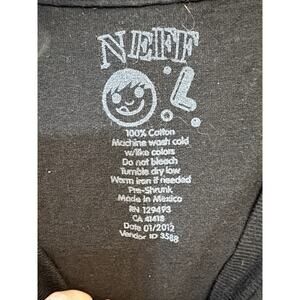 NEFF
L
100% Cotton
Machine wash cold
w/like colors
Do not bleach
Tumble dry low
Warm iron if needed
Pre-Shrunk
Made in Mexico
RN 129493
CA 41418
Date 01/2012
Vendor ID 3588